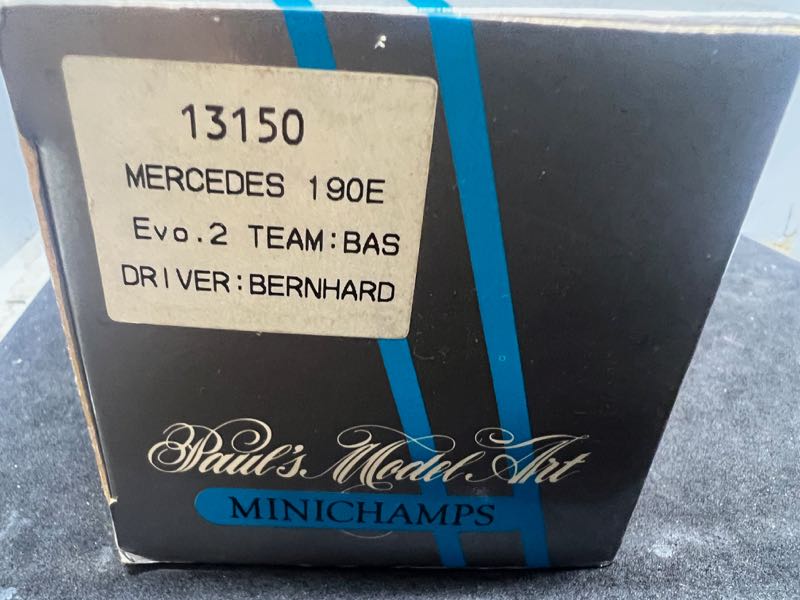 13150
MERCEDES 190E
Evo.2 TEAM:BAS
DRIVER:BERNHARD
Paul's Model Art
MINICHAMPS